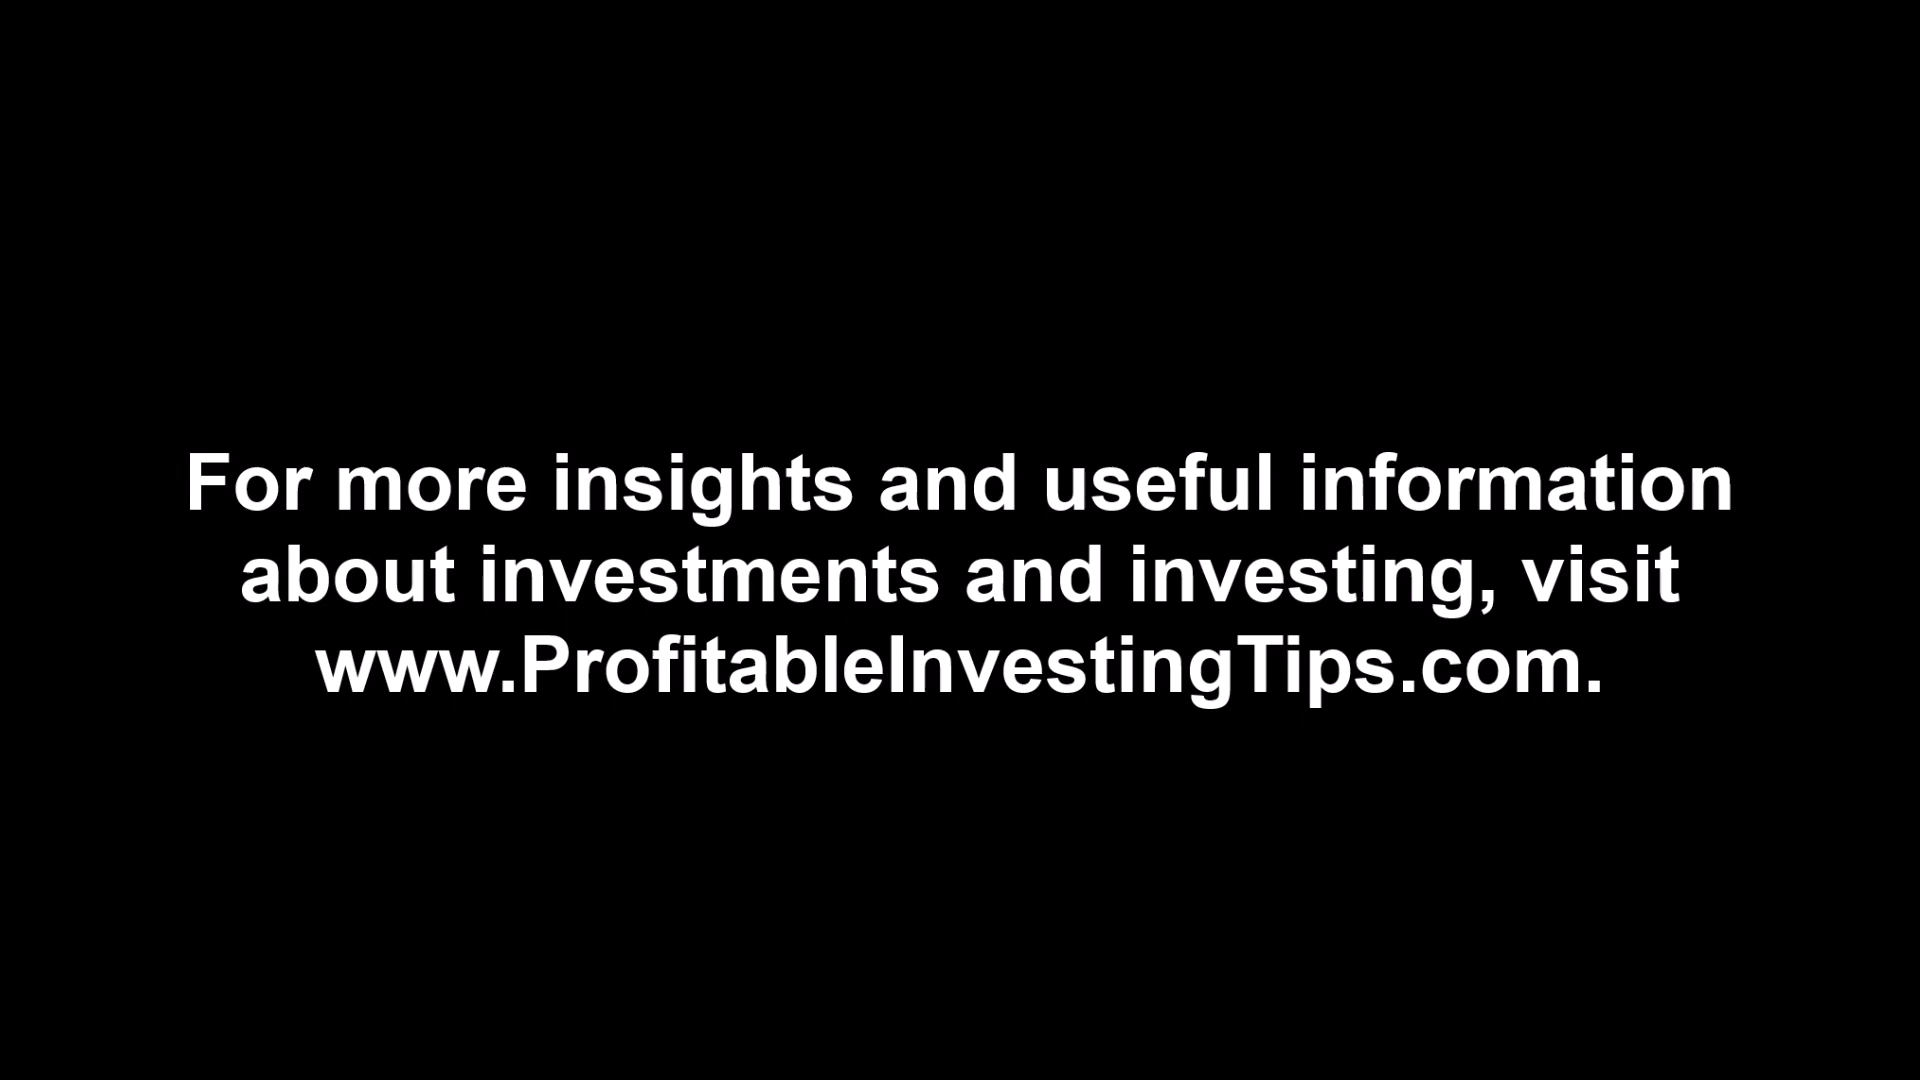 For more insights and useful information
about investments and investing, visit
www.ProfitableInvestingTips.com.